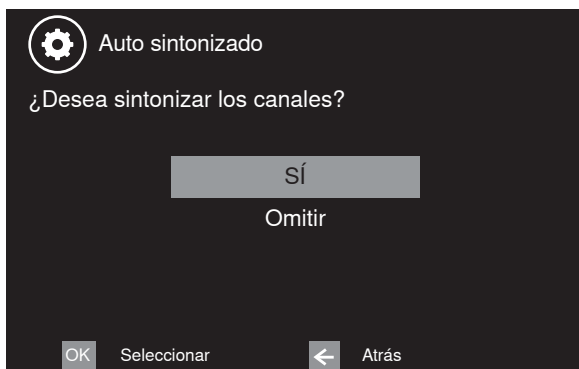 Auto sintonizado
¿Desea sintonizar los canales?
SÍ
Omitir
OK Seleccionar Atrás